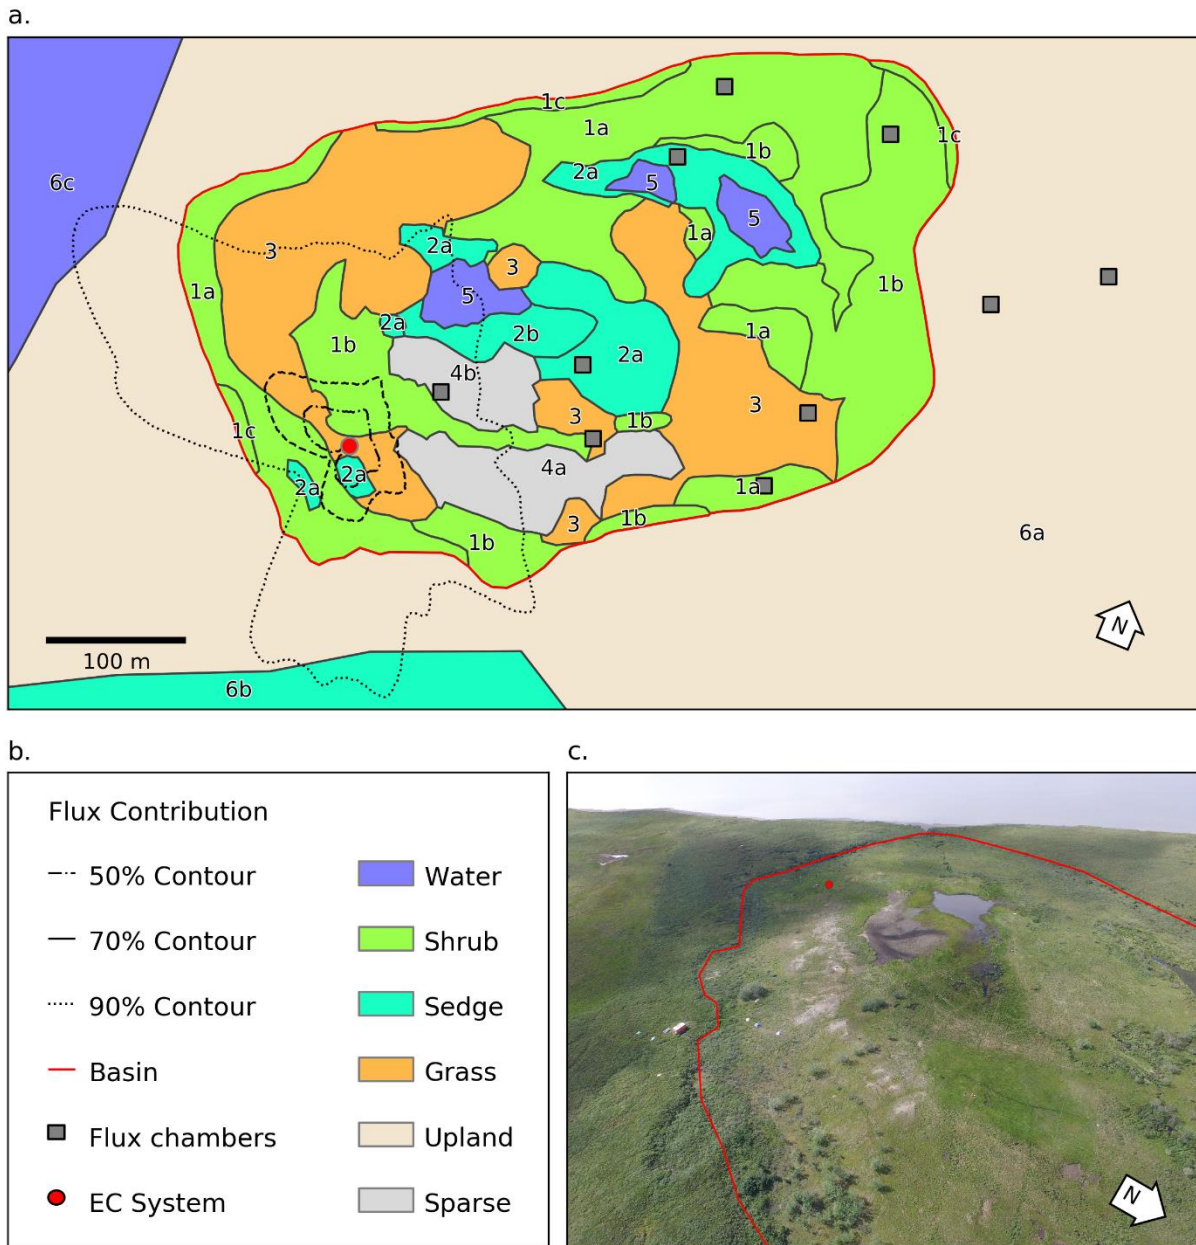 a.
1c
1a
1c
1b
2a
5
6c
5
3
2a
1a
3
1a
5
1b
2a
2b
1a
1b
2a
4b
3
3
1b
1c
4a
2a
2a
1a
3
1b
1b
6a
N
100 m
6b
b.
Flux Contribution
50% Contour
70% Contour
90% Contour
Basin
Flux chambers
EC System
Water
Shrub
Sedge
Grass
Upland
Sparse
c.
N